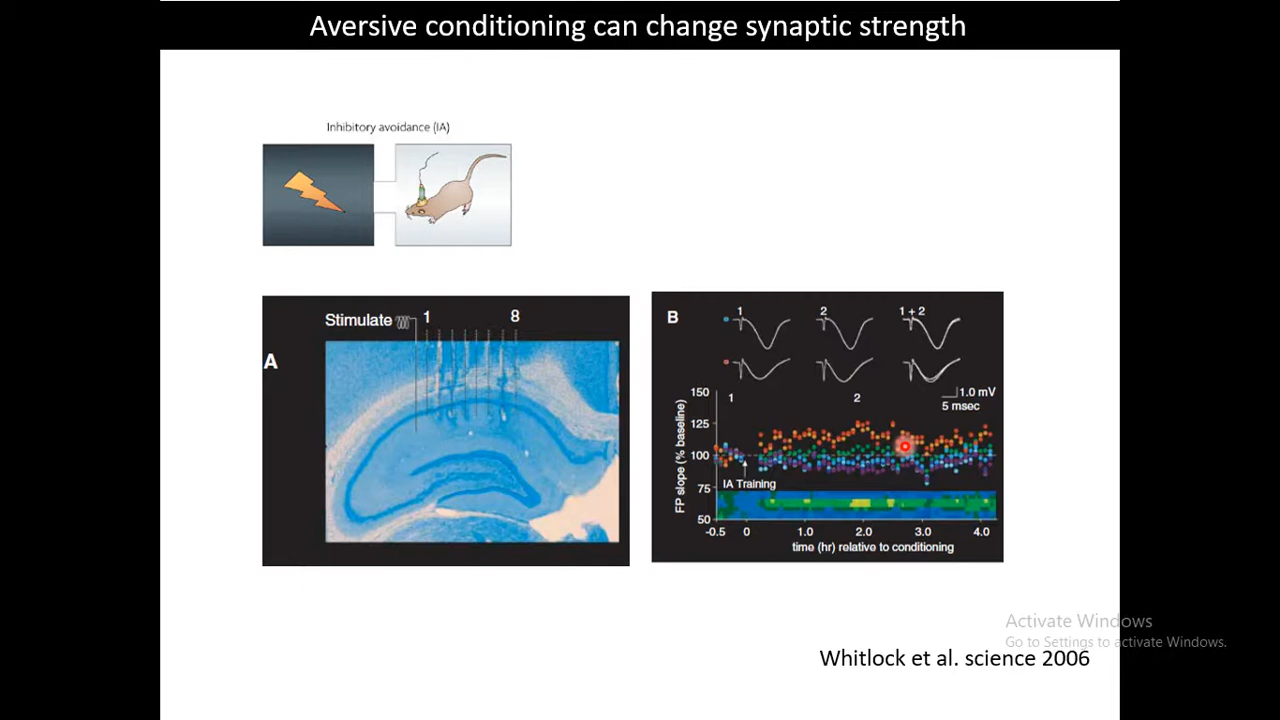 Aversive conditioning can change synaptic strength
Inhibitory avoidance (IA)
Stimulate
1
8
A
B
1
2
1 + 2
1.0 mV
5 msec
1
2
150
125
100
75
50
FP slope (% baseline)
IA Training
-0.5
0
1.0
2.0
3.0
4.0
time (hr) relative to conditioning
Activate Windows
Go to Settings to activate Windows.
Whitlock et al. science 2006